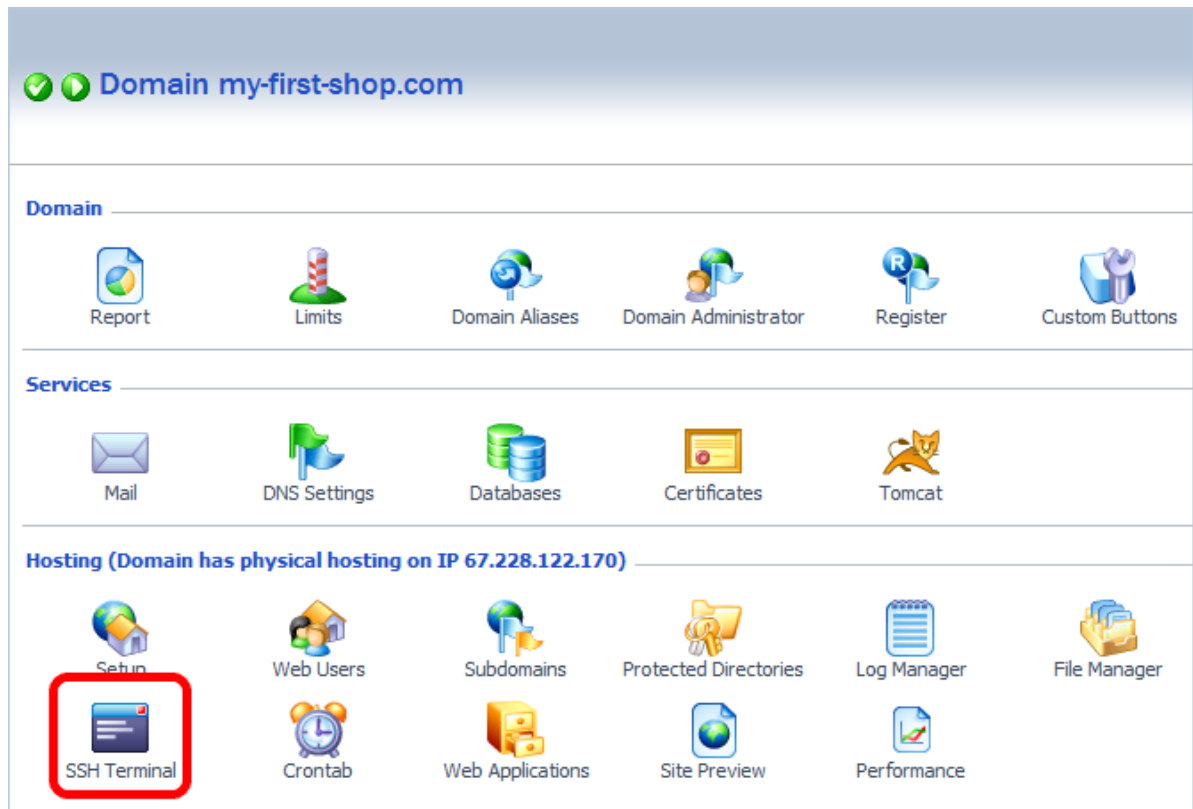 Domain my-first-shop.com
Domain
Report Limits Domain Aliases Domain Administrator Register Custom Buttons
Services
Mail DNS Settings Databases Certificates Tomcat
Hosting (Domain has physical hosting on IP 67.228.122.170)
Setup Web Users Subdomains Protected Directories Log Manager File Manager
SSH Terminal Crontab Web Applications Site Preview Performance